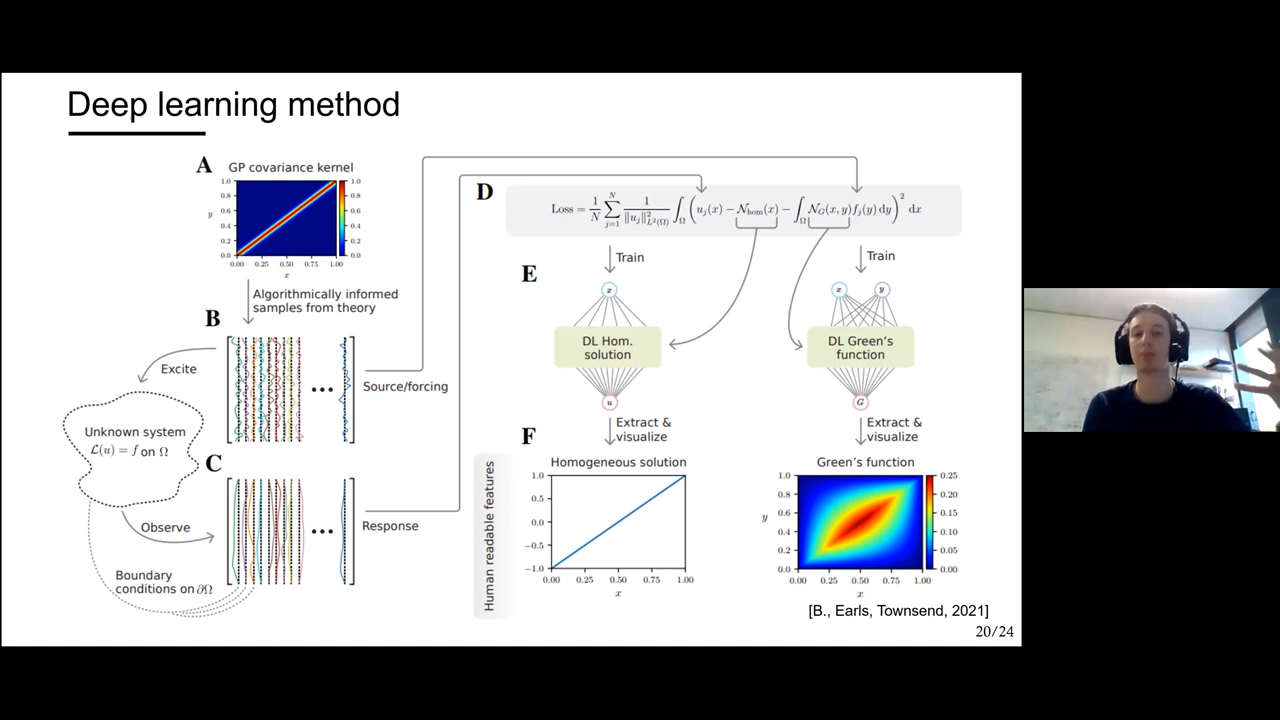 Deep learning method
A
GP covariance kernel
1.0
0.8
0.6
0.4
0.2
0.0
y
0.00 0.25 0.50 0.75 1.00
x
1.0
0.8
0.6
0.4
0.2
0.0
Algorithmically informed
samples from theory
B
Excite
Source/forcing
Unknown system
ℒ(u) = f on Ω
C
Observe
Response
Boundary
conditions on ∂Ω
D
Loss = 1/N ∑_{j=1}^{N} 1/‖u_j‖²_{L²(Ω)} ∫_Ω (u_j(x) − 𝒩_hom(x) − ∫_Ω 𝒩_G(x, y)f_j(y) dy)² dx
E
Train
x
DL Hom.
solution
u
Extract &
visualize
Train
x y
DL Green's
function
G
Extract &
visualize
F
Human readable features
Homogeneous solution
1.0
0.5
0.0
−0.5
−1.0
0.00 0.25 0.50 0.75 1.00
x
Green's function
1.0
0.8
0.6
0.4
0.2
0.0
y
0.00 0.25 0.50 0.75 1.00
x
0.25
0.20
0.15
0.10
0.05
0.00
[B., Earls, Townsend, 2021]
20/24